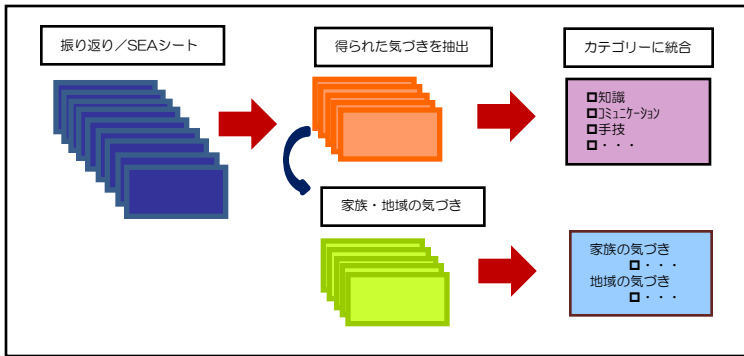 振り返り／SEAシート
得られた気づきを抽出
カテゴリーに統合
□知識
□ｺﾐｭﾆｹｰｼｮﾝ
□手技
□・・・
家族・地域の気づき
家族の気づき
□・・・
地域の気づき
□・・・